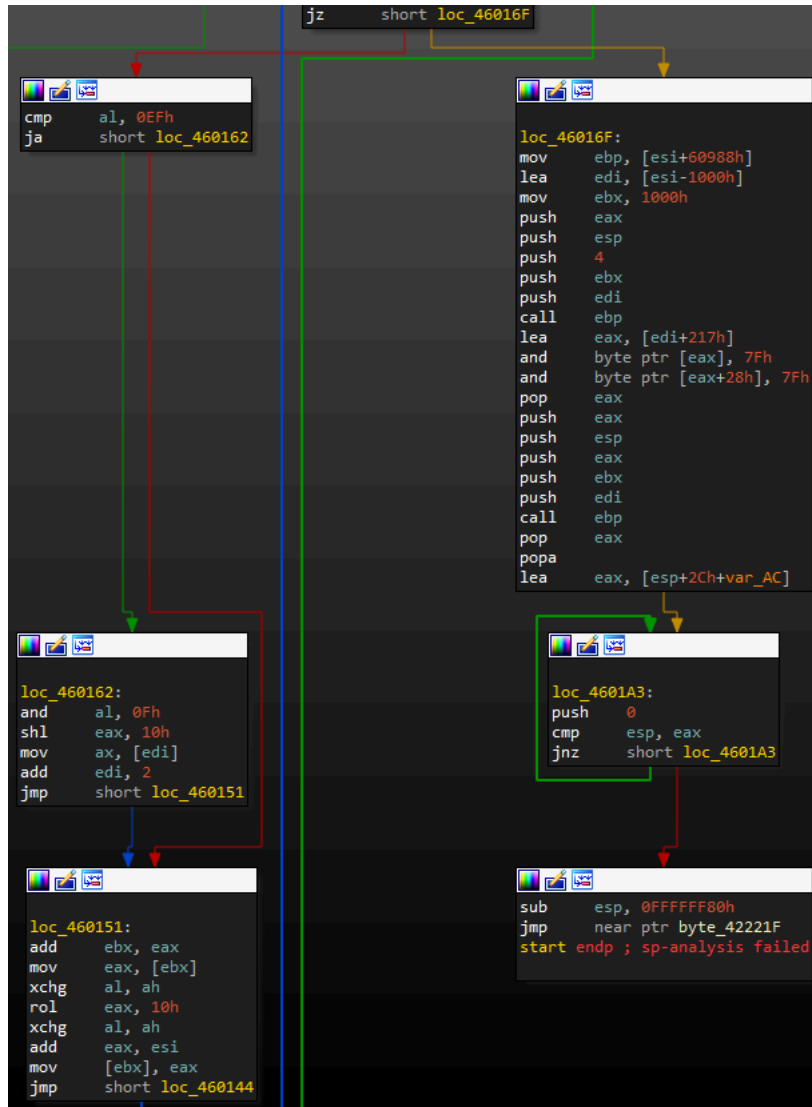 jz short loc_46016F
cmp al, 0EFh
ja short loc_460162
loc_46016F:
mov ebp, [esi+60988h]
lea edi, [esi-1000h]
mov ebx, 1000h
push eax
push esp
push 4
push ebx
push edi
call ebp
lea eax, [edi+217h]
and byte ptr [eax], 7Fh
and byte ptr [eax+28h], 7Fh
pop eax
push eax
push esp
push eax
push ebx
push edi
call ebp
pop eax
popa
lea eax, [esp+2Ch+var_AC]
loc_460162:
and al, 0Fh
shl eax, 10h
mov ax, [edi]
add edi, 2
jmp short loc_460151
loc_4601A3:
push 0
cmp esp, eax
jnz short loc_4601A3
loc_460151:
add ebx, eax
mov eax, [ebx]
xchg al, ah
rol eax, 10h
xchg al, ah
add eax, esi
mov [ebx], eax
jmp short loc_460144
sub esp, 0FFFFFF80h
jmp near ptr byte_42221F
start endp ; sp-analysis failed